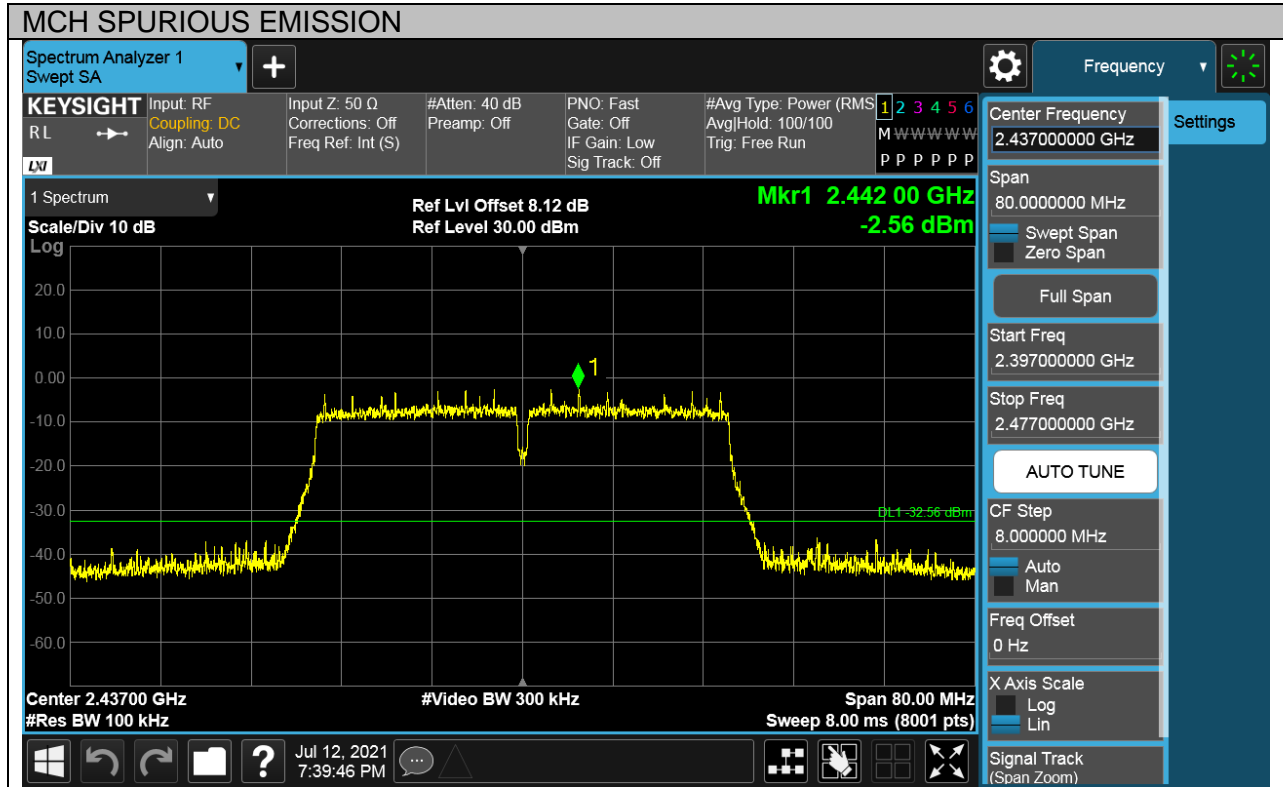 MCH SPURIOUS EMISSION
Spectrum Analyzer 1
Swept SA
Frequency
KEYSIGHT
RL
LXI
Input: RF
Coupling: DC
Align: Auto
Input Z: 50 Ω
Corrections: Off
Freq Ref: Int (S)
#Atten: 40 dB
Preamp: Off
PNO: Fast
Gate: Off
IF Gain: Low
Sig Track: Off
#Avg Type: Power (RMS
Avg|Hold: 100/100
Trig: Free Run
1 2 3 4 5 6
M W W W W W
P P P P P P
1 Spectrum
Scale/Div 10 dB
Ref Lvl Offset 8.12 dB
Ref Level 30.00 dBm
Mkr1 2.442 00 GHz
-2.56 dBm
Log
20.0
10.0
0.00
-10.0
-20.0
-30.0
-40.0
-50.0
-60.0
1
DL1 -32.56 dBm
Center 2.43700 GHz
#Res BW 100 kHz
#Video BW 300 kHz
Span 80.00 MHz
Sweep 8.00 ms (8001 pts)
Jul 12, 2021
7:39:46 PM
Center Frequency
2.437000000 GHz
Settings
Span
80.0000000 MHz
Swept Span
Zero Span
Full Span
Start Freq
2.397000000 GHz
Stop Freq
2.477000000 GHz
AUTO TUNE
CF Step
8.000000 MHz
Auto
Man
Freq Offset
0 Hz
X Axis Scale
Log
Lin
Signal Track
(Span Zoom)